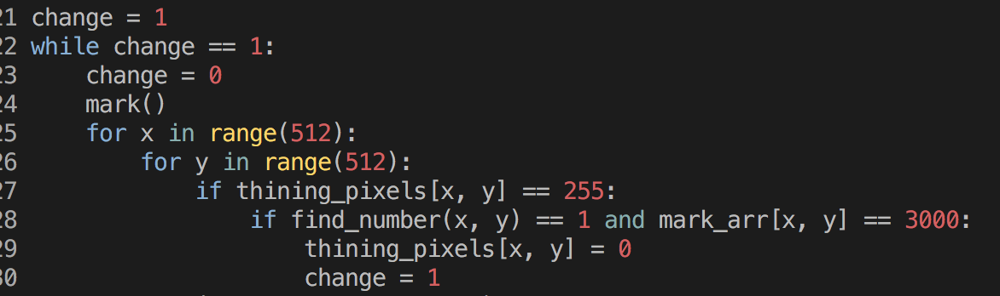 21 change = 1
22 while change == 1:
23     change = 0
24     mark()
25     for x in range(512):
26         for y in range(512):
27             if thining_pixels[x, y] == 255:
28                 if find_number(x, y) == 1 and mark_arr[x, y] == 3000:
29                     thining_pixels[x, y] = 0
30                     change = 1